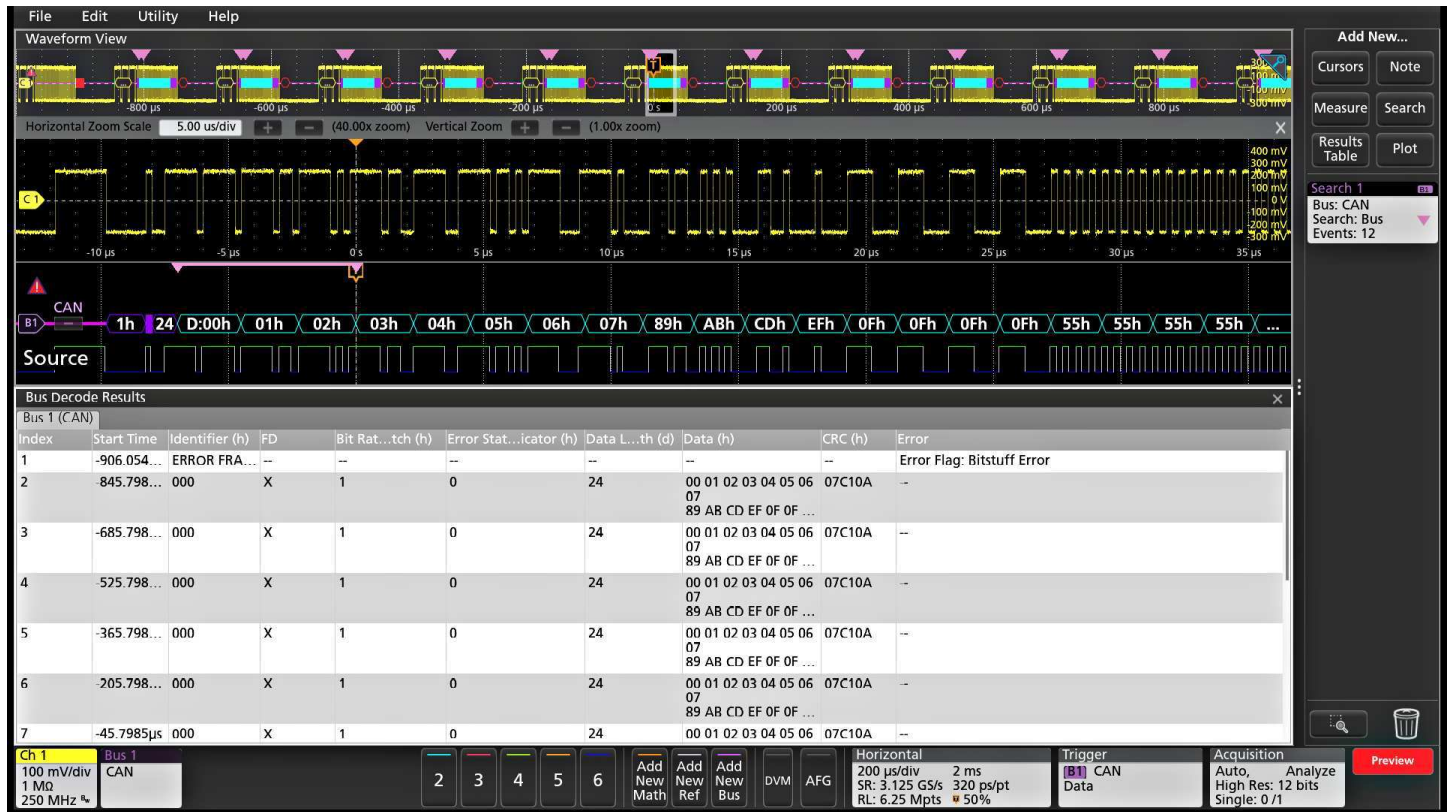 File Edit Utility Help
Waveform View
-800 µs -600 µs -400 µs -200 µs 0 s 200 µs 400 µs 600 µs 800 µs
Horizontal Zoom Scale 5.00 us/div + - (40.00x zoom) Vertical Zoom + - (1.00x zoom) X
400 mV
300 mV
200 mV
100 mV
0 V
-100 mV
-200 mV
-300 mV
C1
-10 µs -5 µs 0 s 5 µs 10 µs 15 µs 20 µs 25 µs 30 µs 35 µs
T
CAN
B1 1h 24 D:00h 01h 02h 03h 04h 05h 06h 07h 89h ABh CDh EFh 0Fh 0Fh 0Fh 0Fh 55h 55h 55h 55h ...
Source
Bus Decode Results
Bus 1 (CAN)
Index Start Time Identifier (h) FD Bit Rat...tch (h) Error Stat...icator (h) Data L...th (d) Data (h) CRC (h) Error
1 -906.054... ERROR FRA... -- -- -- -- -- -- Error Flag: Bitstuff Error
2 -845.798... 000 X 1 0 24 00 01 02 03 04 05 06 07C10A --
07
89 AB CD EF 0F 0F ...
3 -685.798... 000 X 1 0 24 00 01 02 03 04 05 06 07C10A --
07
89 AB CD EF 0F 0F ...
4 -525.798... 000 X 1 0 24 00 01 02 03 04 05 06 07C10A --
07
89 AB CD EF 0F 0F ...
5 -365.798... 000 X 1 0 24 00 01 02 03 04 05 06 07C10A --
07
89 AB CD EF 0F 0F ...
6 -205.798... 000 X 1 0 24 00 01 02 03 04 05 06 07C10A --
07
89 AB CD EF 0F 0F ...
7 -45.7985µs 000 X 1 0 24 00 01 02 03 04 05 06 07C10A --
Add New...
Cursors Note
Measure Search
Results Table Plot
Search 1 B1
Bus: CAN
Search: Bus
Events: 12
Ch 1
100 mV/div
1 MΩ
250 MHz
Bus 1
CAN
2 3 4 5 6
Add New Math
Add New Ref
Add New Bus
DVM
AFG
Horizontal
200 µs/div 2 ms
SR: 3.125 GS/s 320 ps/pt
RL: 6.25 Mpts 50%
Trigger
B1 CAN
Data
Acquisition
Auto, Analyze
High Res: 12 bits
Single: 0/1
Preview